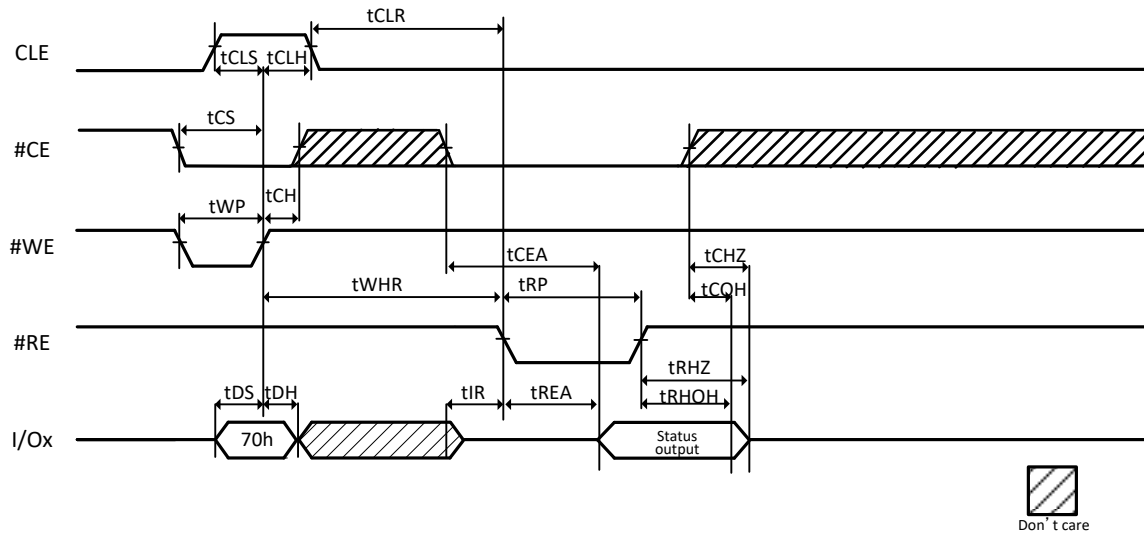 tCLR
CLE
tCLS tCLH
tCS
#CE
tCH
tWP
#WE
tCEA
tCHZ
tWHR
tRP
tCOH
#RE
tRHZ
tDS tDH
tIR
tREA
tRHOH
I/Ox
70h
Status
output
Don't care